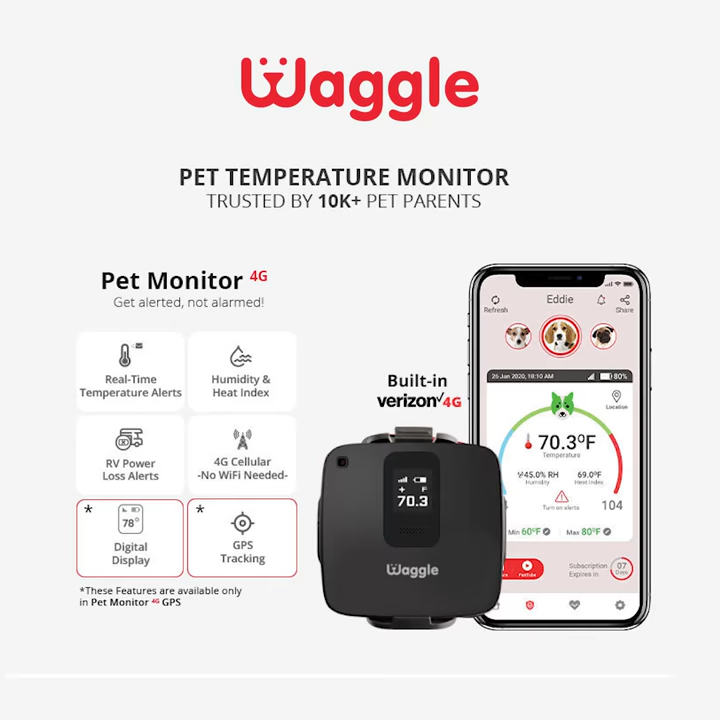 Waggle
PET TEMPERATURE MONITOR
TRUSTED BY 10K+ PET PARENTS
Pet Monitor 4G
Get alerted, not alarmed!
Real-Time
Temperature Alerts
Humidity &
Heat Index
RV Power
Loss Alerts
4G Cellular
-No WiFi Needed-
*
78°
Digital
Display
*
GPS
Tracking
*These Features are available only
in Pet Monitor 4G GPS
Built-in
verizon✓4G
F
70.3
Waggle
Refresh
Eddie
Share
26 Jan 2020, 18:10 AM
80%
Location
70.3°F
Temperature
45.0% RH
Humidity
69.0°F
Heat Index
Turn on alerts
104
Min 60°F
Max 80°F
YouTube
Subscription
Expires in
07
Days